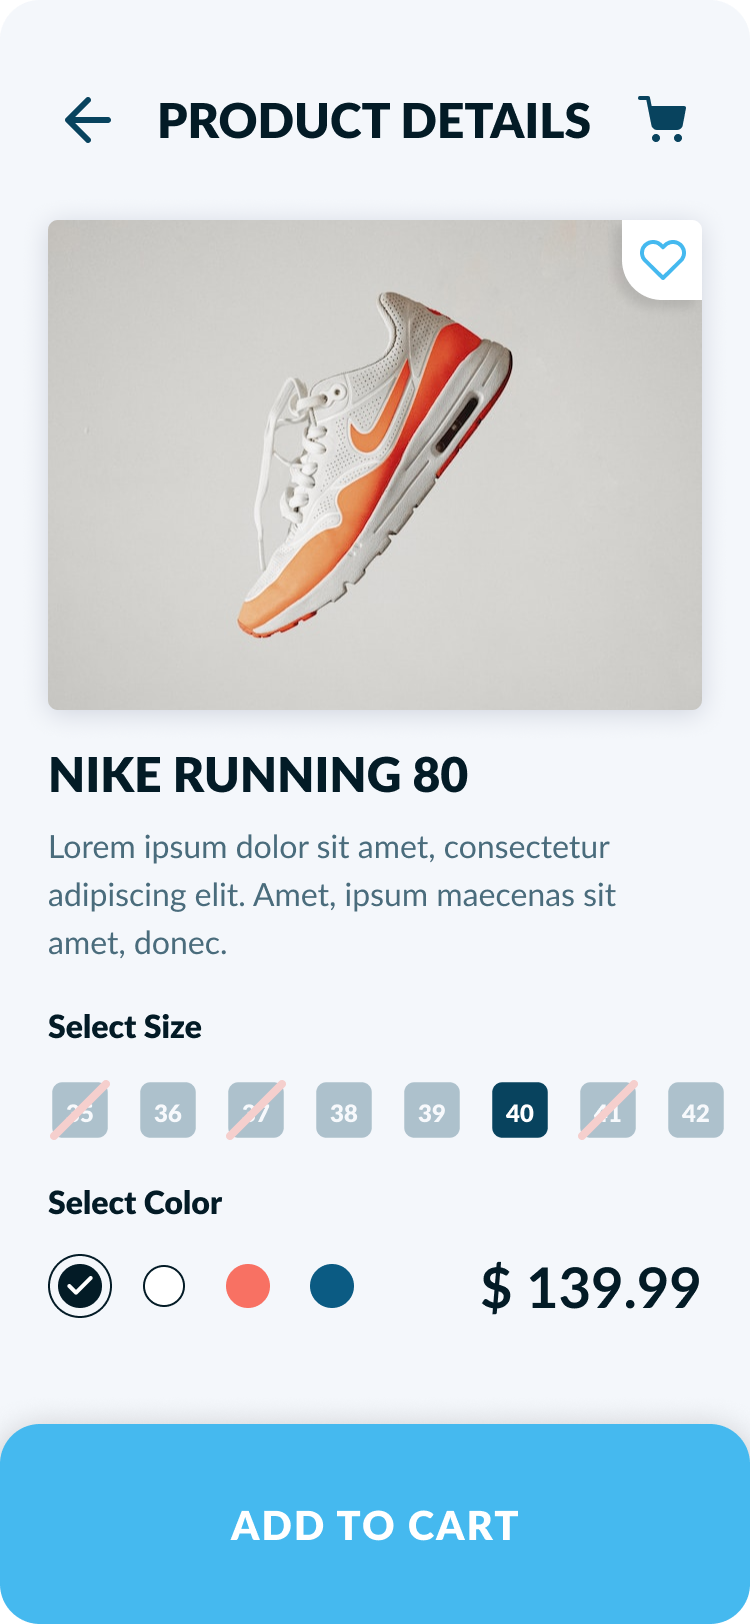 PRODUCT DETAILS
NIKE RUNNING 80
Lorem ipsum dolor sit amet, consectetur
adipiscing elit. Amet, ipsum maecenas sit
amet, donec.
Select Size
35 36 37 38 39 40 41 42
Select Color
$ 139.99
ADD TO CART